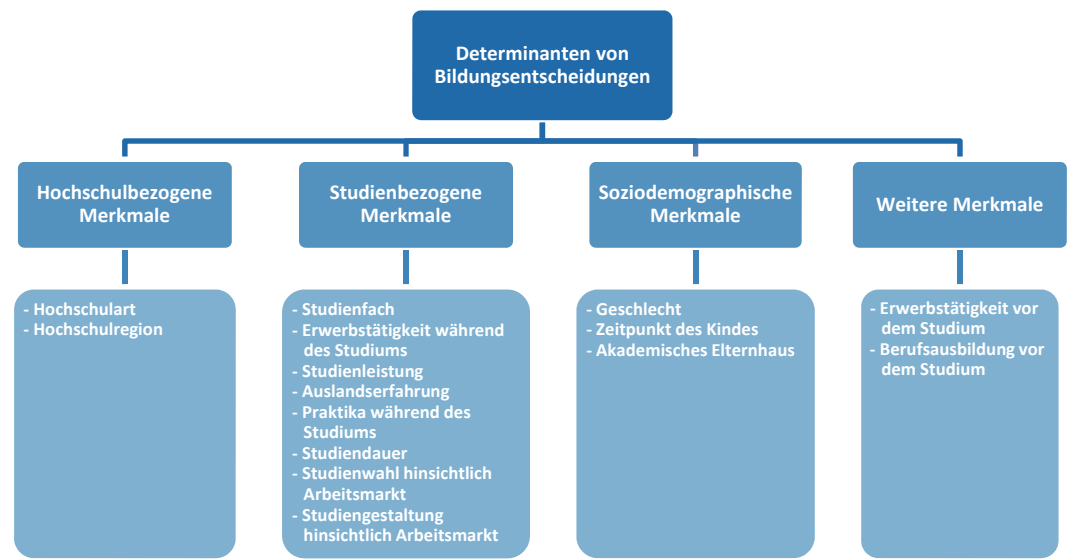 Determinanten von
Bildungsentscheidungen
Hochschulbezogene
Merkmale
Studienbezogene
Merkmale
Soziodemographische
Merkmale
Weitere Merkmale
- Hochschulart
- Hochschulregion
- Studienfach
- Erwerbstätigkeit während
des Studiums
- Studienleistung
- Auslandserfahrung
- Praktika während des
Studiums
- Studiendauer
- Studienwahl hinsichtlich
Arbeitsmarkt
- Studiengestaltung
hinsichtlich Arbeitsmarkt
- Geschlecht
- Zeitpunkt des Kindes
- Akademisches Elternhaus
- Erwerbstätigkeit vor
dem Studium
- Berufsausbildung vor
dem Studium